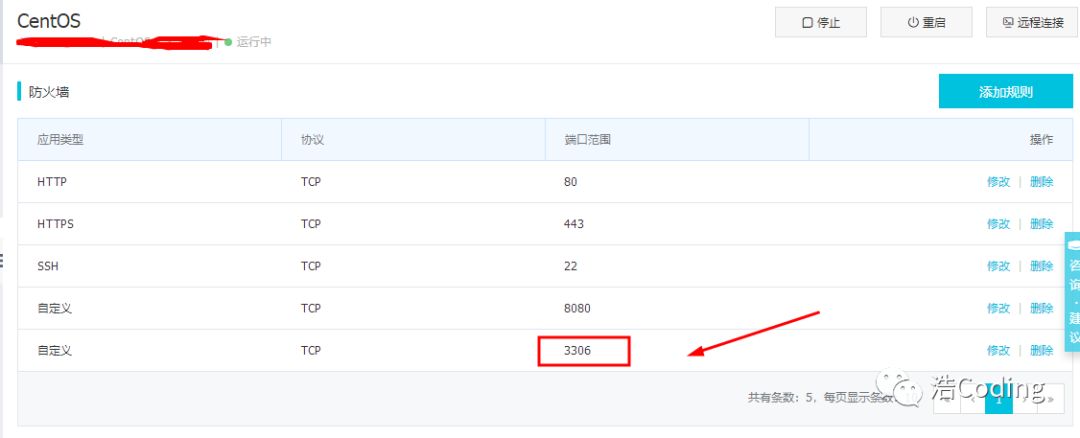 CentOS
停止
重启
远程连接
运行中
防火墙
添加规则
应用类型 协议 端口范围 操作
HTTP TCP 80 修改 | 删除
HTTPS TCP 443 修改 | 删除
SSH TCP 22 修改 | 删除
自定义 TCP 8080 修改 | 删除
自定义 TCP 3306 修改 | 删除
咨询·建议
共有条数：5，每页显示条数
« ‹ 1 › »
浩Coding